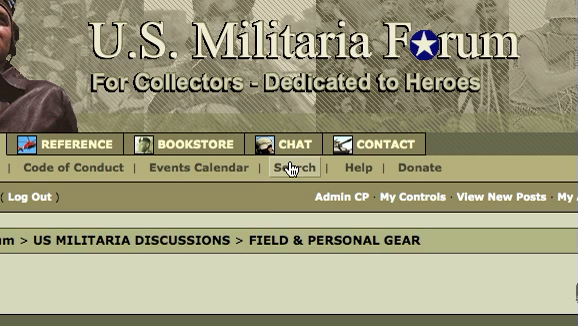 U.S. Militaria Forum
For Collectors - Dedicated to Heroes
REFERENCE BOOKSTORE CHAT CONTACT
| Code of Conduct | Events Calendar | Search | Help | Donate
( Log Out ) Admin CP · My Controls · View New Posts · My
> US MILITARIA DISCUSSIONS > FIELD & PERSONAL GEAR